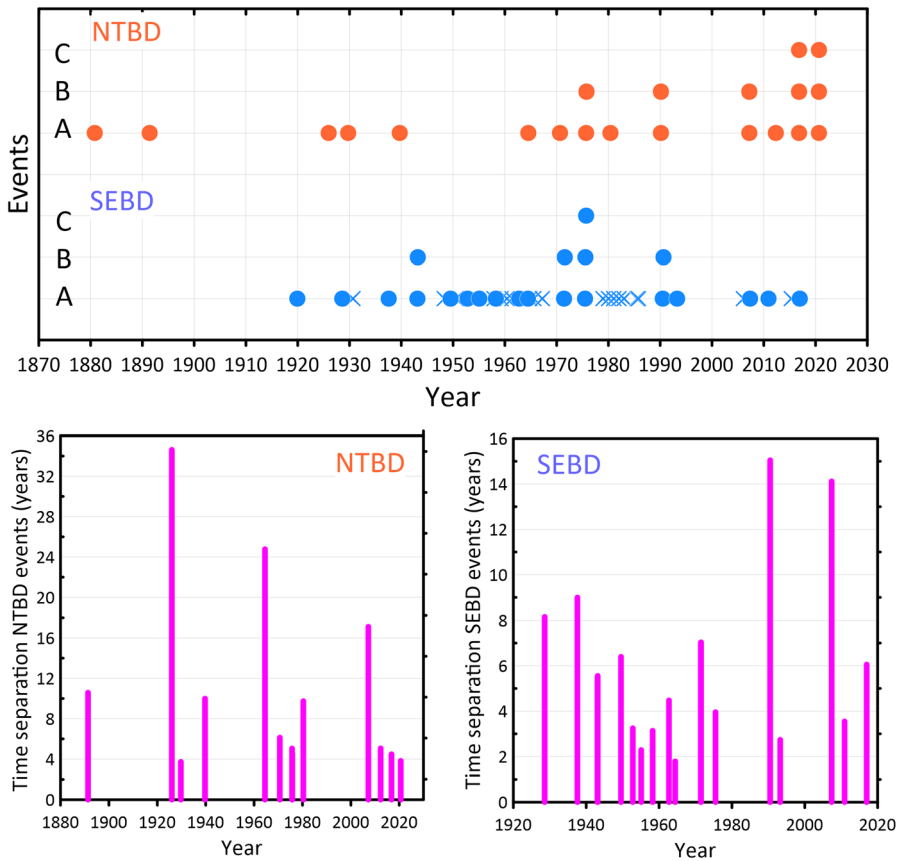 NTBD
C
B
A
SEBD
C
B
A
Events
1870 1880 1890 1900 1910 1920 1930 1940 1950 1960 1970 1980 1990 2000 2010 2020 2030
Year
NTBD
36
32
28
24
20
16
12
8
4
0
Time separation NTBD events (years)
1880 1900 1920 1940 1960 1980 2000 2020
Year
SEBD
16
14
12
10
8
6
4
2
0
Time separation SEBD events (years)
1920 1940 1960 1980 2000 2020
Year